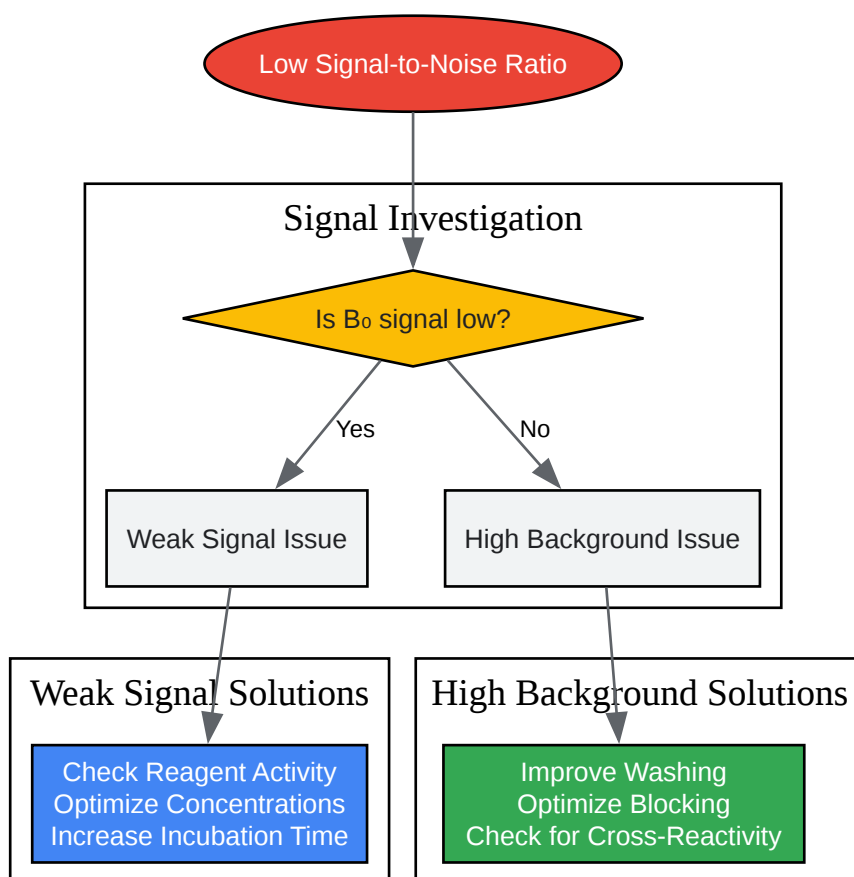 Low Signal-to-Noise Ratio
Signal Investigation
Is B₀ signal low?
Yes
No
Weak Signal Issue
High Background Issue
Weak Signal Solutions
High Background Solutions
Check Reagent Activity
Optimize Concentrations
Increase Incubation Time
Improve Washing
Optimize Blocking
Check for Cross-Reactivity